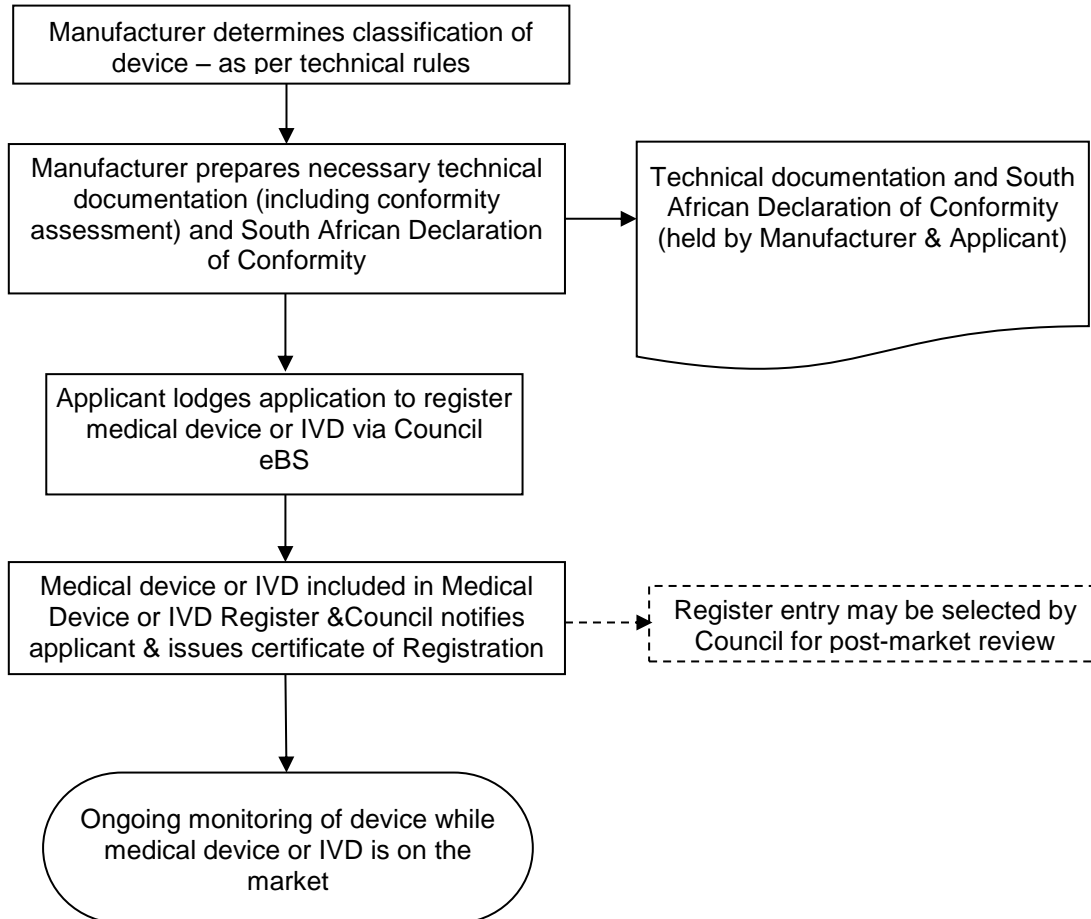 Manufacturer determines classification of
device – as per technical rules
Manufacturer prepares necessary technical
documentation (including conformity
assessment) and South African Declaration
of Conformity
Technical documentation and South
African Declaration of Conformity
(held by Manufacturer & Applicant)
Applicant lodges application to register
medical device or IVD via Council
eBS
Medical device or IVD included in Medical
Device or IVD Register &Council notifies
applicant & issues certificate of Registration
Register entry may be selected by
Council for post-market review
Ongoing monitoring of device while
medical device or IVD is on the
market